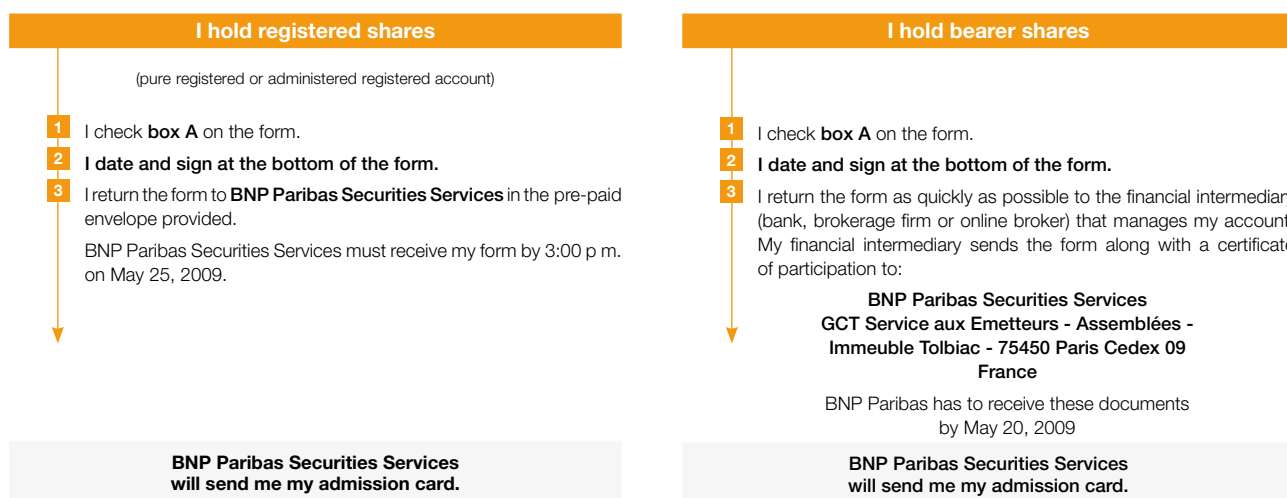 I hold registered shares
(pure registered or administered registered account)
1 I check box A on the form.
2 I date and sign at the bottom of the form.
3 I return the form to BNP Paribas Securities Services in the pre-paid
envelope provided.
BNP Paribas Securities Services must receive my form by 3:00 p m.
on May 25, 2009.
BNP Paribas Securities Services
will send me my admission card.
I hold bearer shares
1 I check box A on the form.
2 I date and sign at the bottom of the form.
3 I return the form as quickly as possible to the financial intermediar
(bank, brokerage firm or online broker) that manages my account
My financial intermediary sends the form along with a certificate
of participation to:
BNP Paribas Securities Services
GCT Service aux Emetteurs - Assemblées -
Immeuble Tolbiac - 75450 Paris Cedex 09
France
BNP Paribas has to receive these documents
by May 20, 2009
BNP Paribas Securities Services
will send me my admission card.